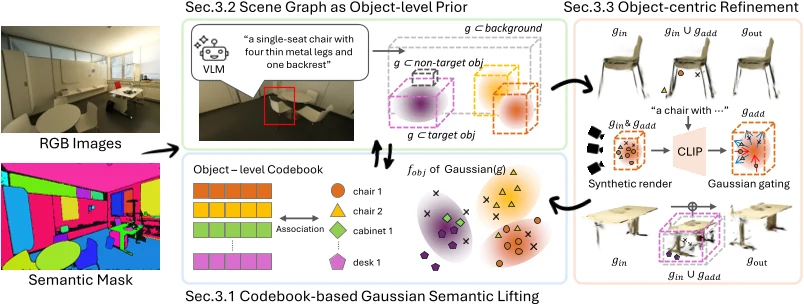 Sec.3.2 Scene Graph as Object-level Prior
Sec.3.3 Object-centric Refinement
VLM
"a single-seat chair with
four thin metal legs and
one backrest"
g ⊂ background
g ⊂ non-target obj
g ⊂ target obj
RGB Images
Semantic Mask
Object – level Codebook
Association
chair 1
chair 2
cabinet 1
desk 1
f_obj of Gaussian(g)
Sec.3.1 Codebook-based Gaussian Semantic Lifting
g_in
g_in ∪ g_add
g_out
"a chair with ..."
g_in & g_add
g_add
CLIP
Synthetic render
Gaussian gating
g_in
g_in ∪ g_add
g_out